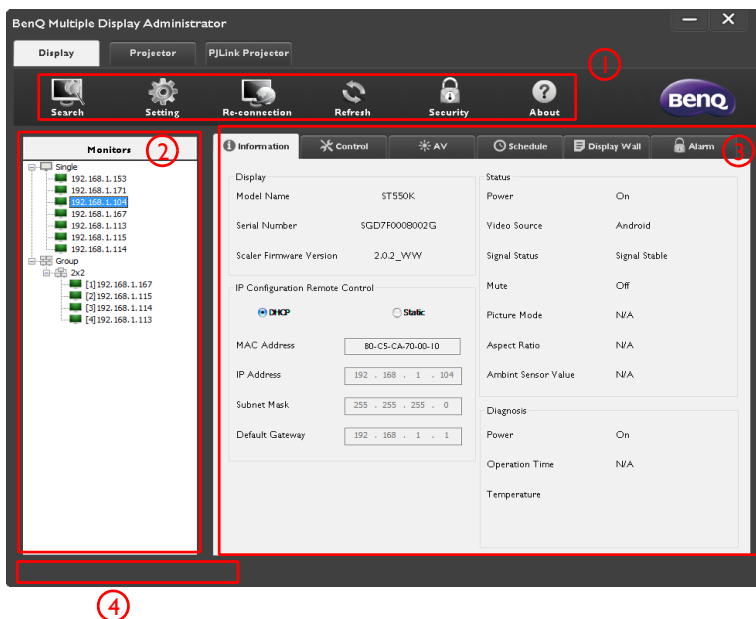 BenQ Multiple Display Administrator
Display Projector PJLink Projector
1
Search Setting Re-connection Refresh Security About
BenQ
Monitors
2
Single
192.168.1.153
192.168.1.171
192.168.1.104
192.168.1.167
192.168.1.113
192.168.1.115
192.168.1.114
Group
2x2
[1]192.168.1.167
[2]192.168.1.115
[3]192.168.1.114
[4]192.168.1.113
Information Control AV Schedule Display Wall Alarm
3
Display
Model Name ST550K
Serial Number SGD7F0008002G
Scaler Firmware Version 2.0.2_WW
IP Configuration Remote Control
DHCP Static
MAC Address B0-C5-CA-70-00-10
IP Address 192 . 168 . 1 . 104
Subnet Mask 255 . 255 . 255 . 0
Default Gateway 192 . 168 . 1 . 1
Status
Power On
Video Source Android
Signal Status Signal Stable
Mute Off
Picture Mode N/A
Aspect Ratio N/A
Ambint Sensor Value N/A
Diagnosis
Power On
Operation Time N/A
Temperature
4